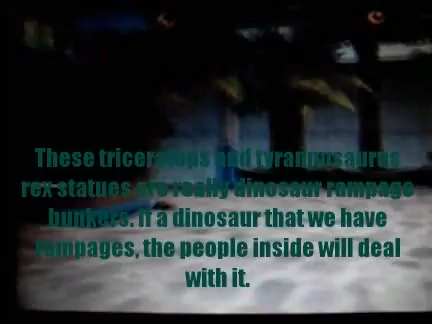 These triceratops and tyrannosaurus
rex statues are really dinosaur rampage
bunkers. If a dinosaur that we have
rampages, the people inside will deal
with it.